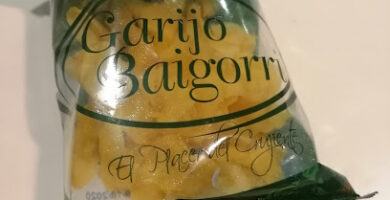 Garijo
Baigorri
El Placer del Crujiente